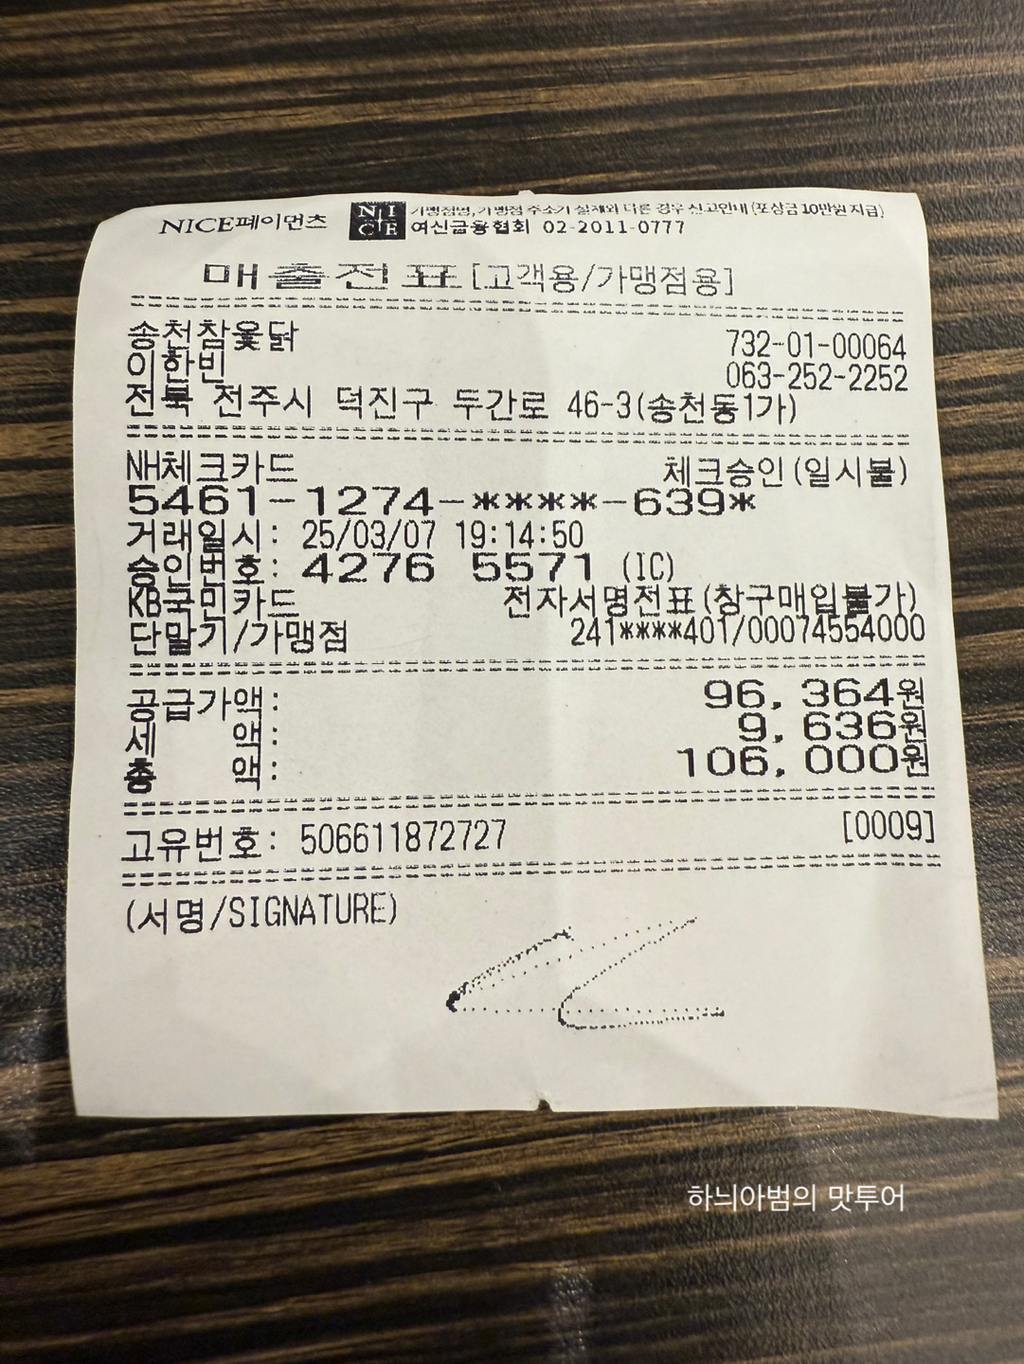 NICE페이먼츠 NICE 가맹점명, 가맹점 주소가 실제와 다른 경우 신고안내 (포상금 10만원 지급)
여신금융협회 02-2011-0777
매출전표[고객용/가맹점용]
송천참옻닭 732-01-00064
이한빈 063-252-2252
전북 전주시 덕진구 두간로 46-3(송천동1가)
NH체크카드 체크승인(일시불)
5461-1274-****-639*
거래일시: 25/03/07 19:14:50
승인번호: 4276 5571 (IC)
KB국민카드 전자서명전표(창구매입불가)
단말기/가맹점 241****401/00074554000
공급가액: 96,364원
세 액: 9,636원
총 액: 106,000원
고유번호: 506611872727 [0009]
(서명/SIGNATURE)
하늬아범의 맛투어